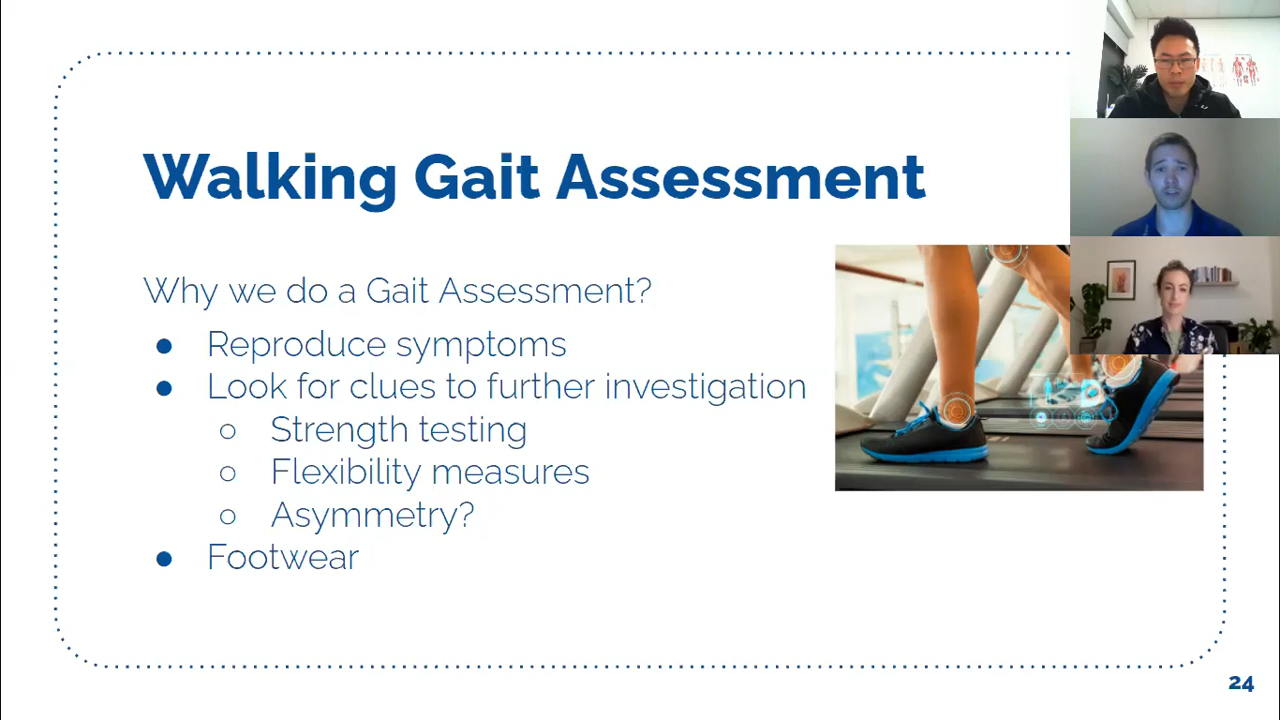 Walking Gait Assessment
Why we do a Gait Assessment?
● Reproduce symptoms
● Look for clues to further investigation
○ Strength testing
○ Flexibility measures
○ Asymmetry?
● Footwear
24